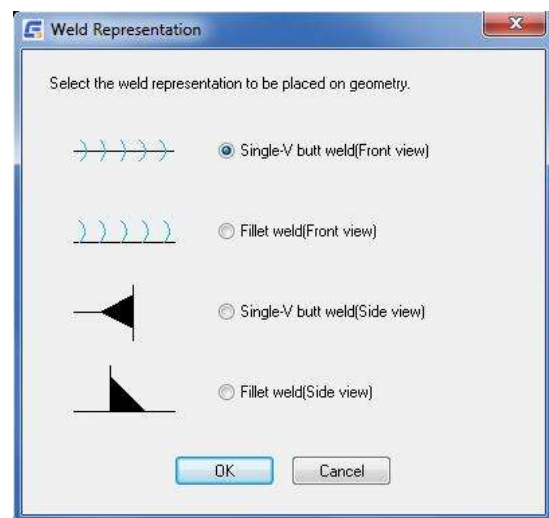 Weld Representation
Select the weld representation to be placed on geometry.
Single-V butt weld(Front view)
Fillet weld(Front view)
Single-V butt weld(Side view)
Fillet weld(Side view)
OK Cancel